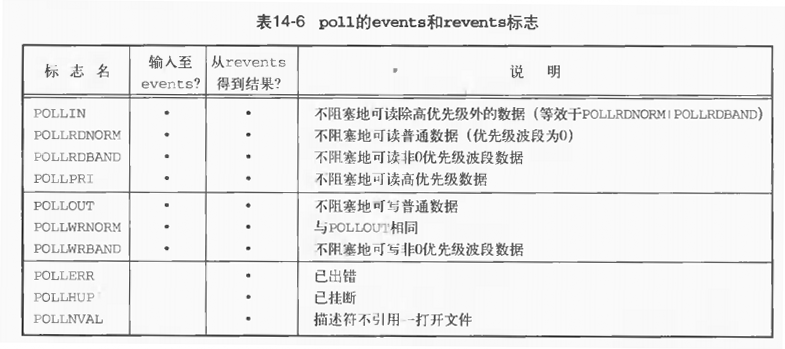 表14-6 poll的events和revents标志
标 志 名 输入至events? 从revents得到结果? 说 明
POLLIN • • 不阻塞地可读除高优先级外的数据（等效于POLLRDNORM|POLLRDBAND）
POLLRDNORM • • 不阻塞地可读普通数据（优先级波段为0）
POLLRDBAND • • 不阻塞地可读非0优先级波段数据
POLLPRI • • 不阻塞地可读高优先级数据
POLLOUT • • 不阻塞地可写普通数据
POLLWRNORM • • 与POLLOUT相同
POLLWRBAND • • 不阻塞地可写非0优先级波段数据
POLLERR • 已出错
POLLHUP • 已挂断
POLLNVAL • 描述符不引用一打开文件